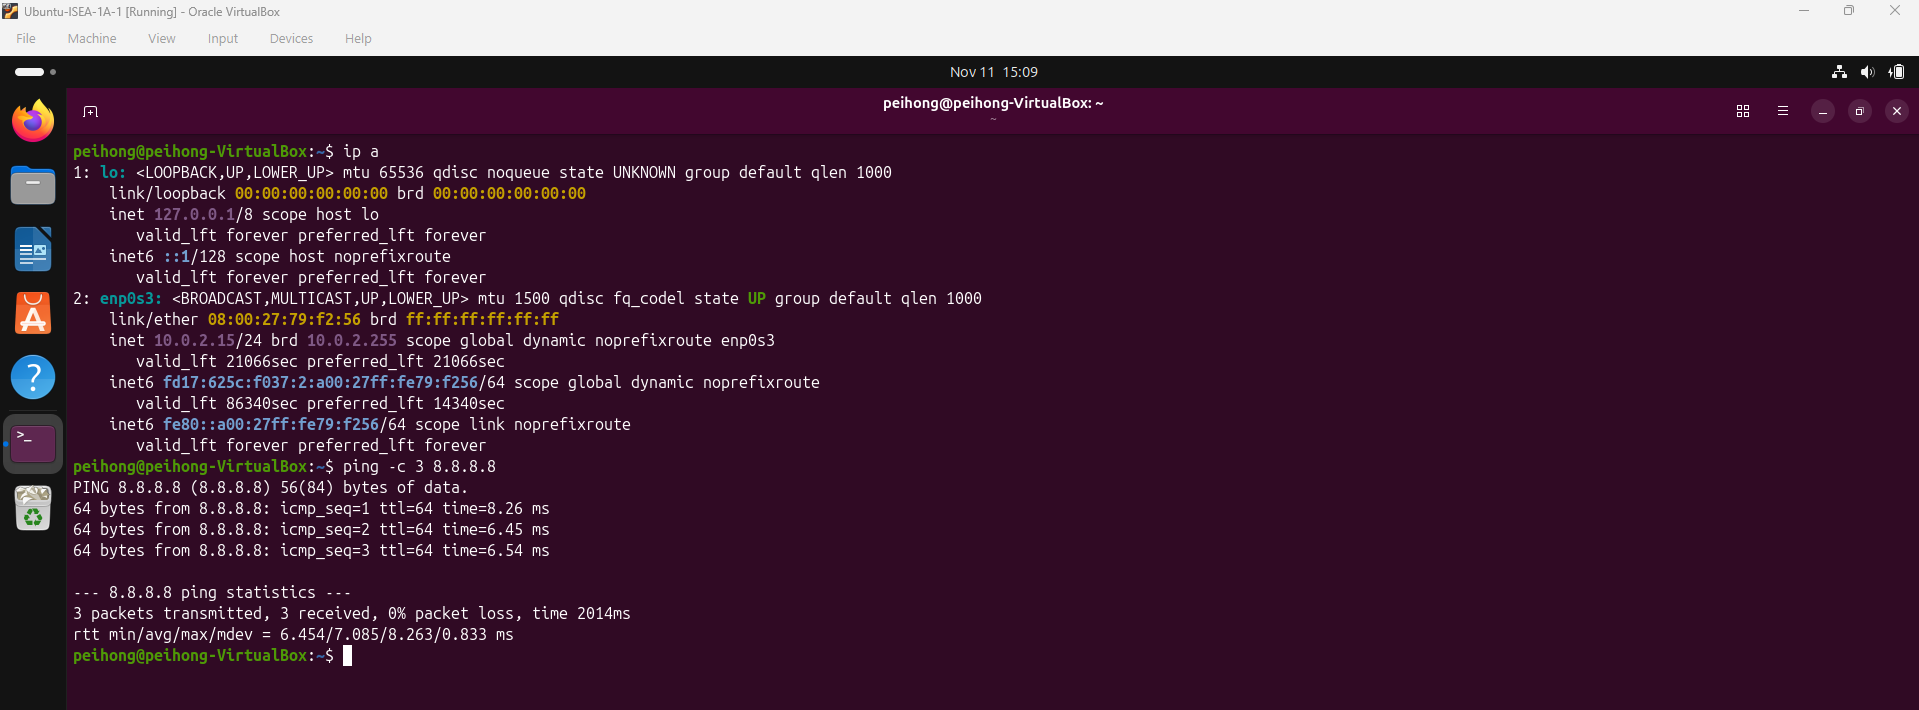 Ubuntu-ISEA-1A-1 [Running] - Oracle VirtualBox
File Machine View Input Devices Help
Nov 11 15:09
peihong@peihong-VirtualBox: ~
~
peihong@peihong-VirtualBox:~$ ip a
1: lo: <LOOPBACK,UP,LOWER_UP> mtu 65536 qdisc noqueue state UNKNOWN group default qlen 1000
    link/loopback 00:00:00:00:00:00 brd 00:00:00:00:00:00
    inet 127.0.0.1/8 scope host lo
       valid_lft forever preferred_lft forever
    inet6 ::1/128 scope host noprefixroute
       valid_lft forever preferred_lft forever
2: enp0s3: <BROADCAST,MULTICAST,UP,LOWER_UP> mtu 1500 qdisc fq_codel state UP group default qlen 1000
    link/ether 08:00:27:79:f2:56 brd ff:ff:ff:ff:ff:ff
    inet 10.0.2.15/24 brd 10.0.2.255 scope global dynamic noprefixroute enp0s3
       valid_lft 21066sec preferred_lft 21066sec
    inet6 fd17:625c:f037:2:a00:27ff:fe79:f256/64 scope global dynamic noprefixroute
       valid_lft 86340sec preferred_lft 14340sec
    inet6 fe80::a00:27ff:fe79:f256/64 scope link noprefixroute
       valid_lft forever preferred_lft forever
peihong@peihong-VirtualBox:~$ ping -c 3 8.8.8.8
PING 8.8.8.8 (8.8.8.8) 56(84) bytes of data.
64 bytes from 8.8.8.8: icmp_seq=1 ttl=64 time=8.26 ms
64 bytes from 8.8.8.8: icmp_seq=2 ttl=64 time=6.45 ms
64 bytes from 8.8.8.8: icmp_seq=3 ttl=64 time=6.54 ms

--- 8.8.8.8 ping statistics ---
3 packets transmitted, 3 received, 0% packet loss, time 2014ms
rtt min/avg/max/mdev = 6.454/7.085/8.263/0.833 ms
peihong@peihong-VirtualBox:~$